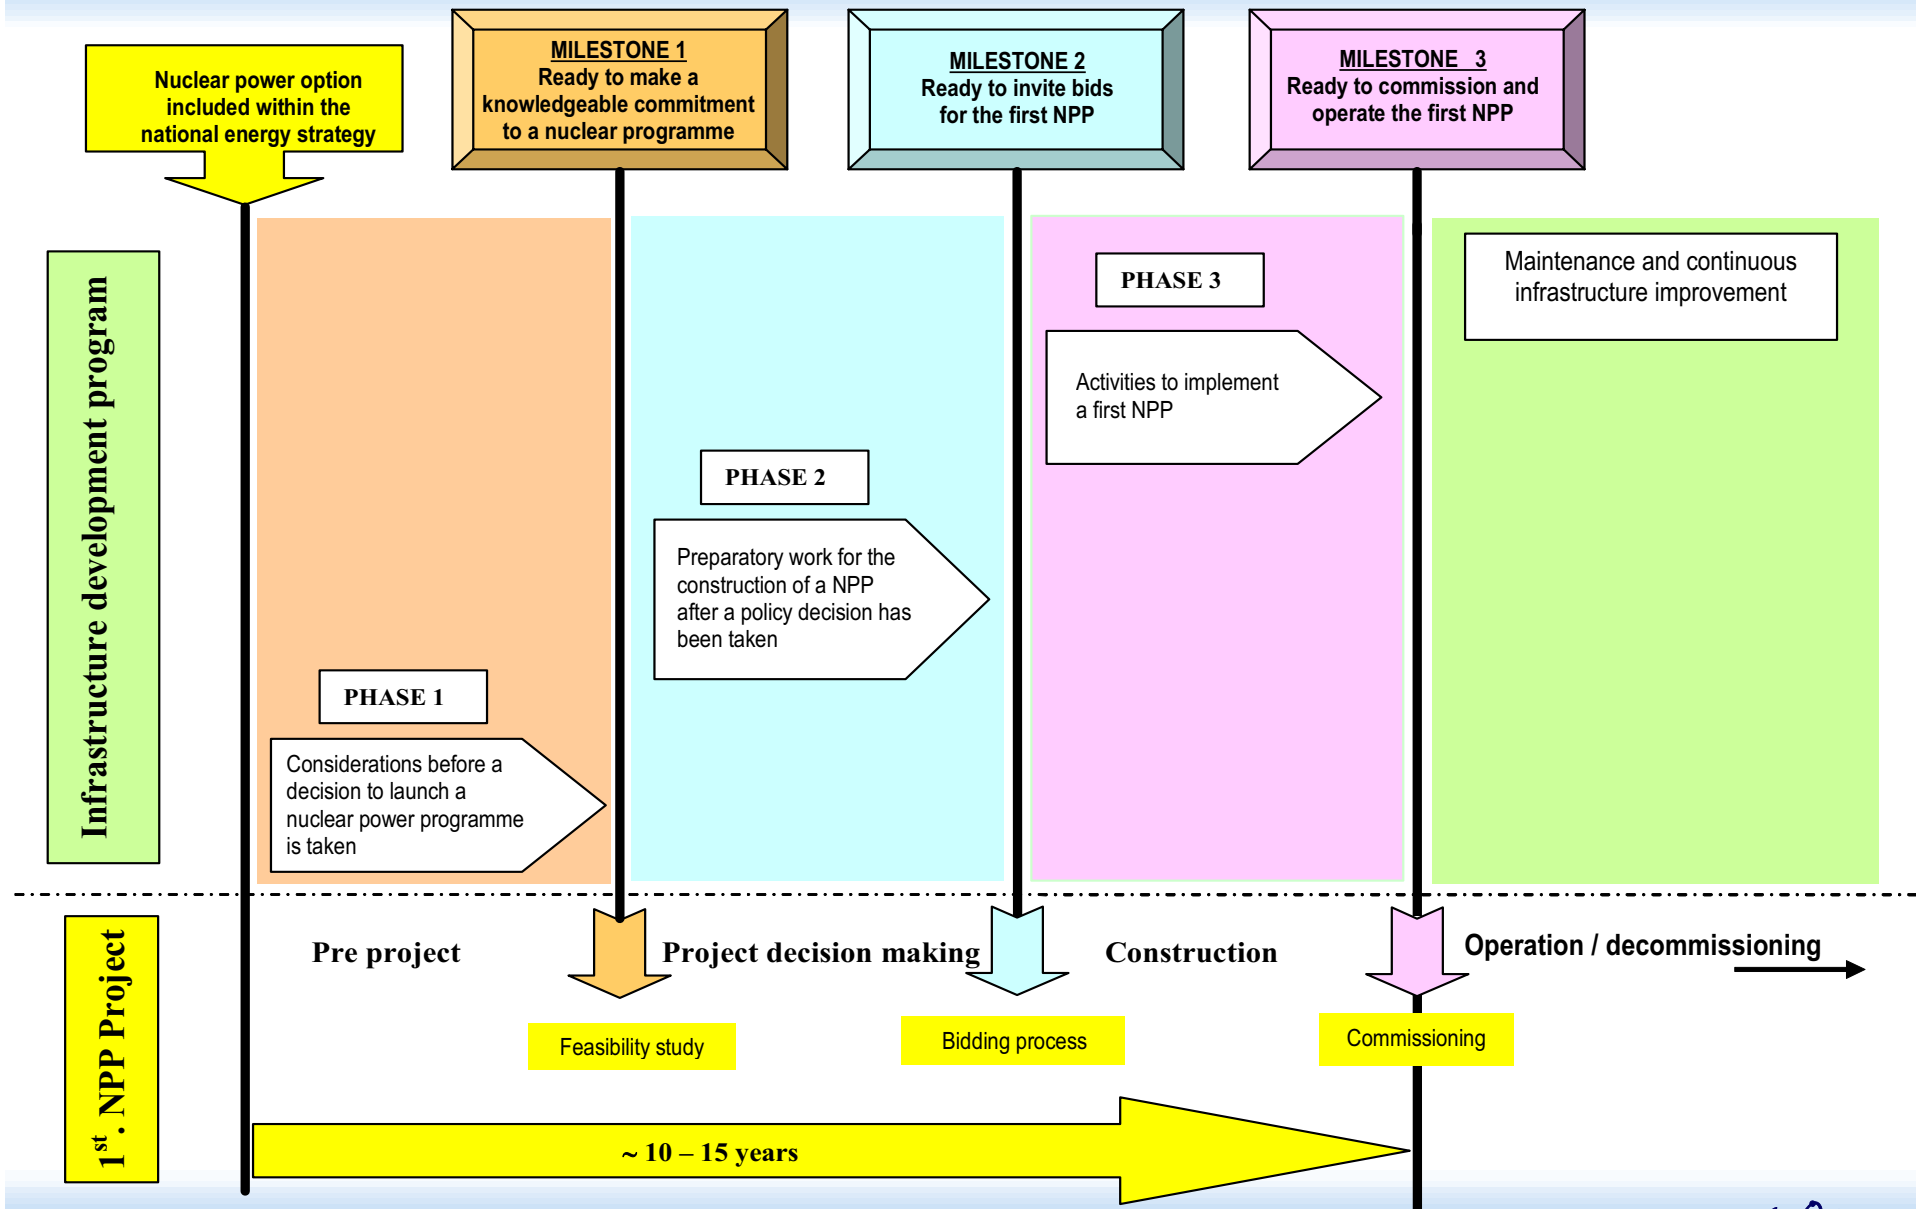 Nuclear power option
included within the
national energy strategy
MILESTONE 1
Ready to make a
knowledgeable commitment
to a nuclear programme
MILESTONE 2
Ready to invite bids
for the first NPP
MILESTONE 3
Ready to commission and
operate the first NPP
Infrastructure development program
PHASE 1
Considerations before a
decision to launch a
nuclear power programme
is taken
PHASE 2
Preparatory work for the
construction of a NPP
after a policy decision has
been taken
PHASE 3
Activities to implement
a first NPP
Maintenance and continuous
infrastructure improvement
1st . NPP Project
Pre project
Project decision making
Construction
Operation / decommissioning
Feasibility study
Bidding process
Commissioning
~ 10 – 15 years